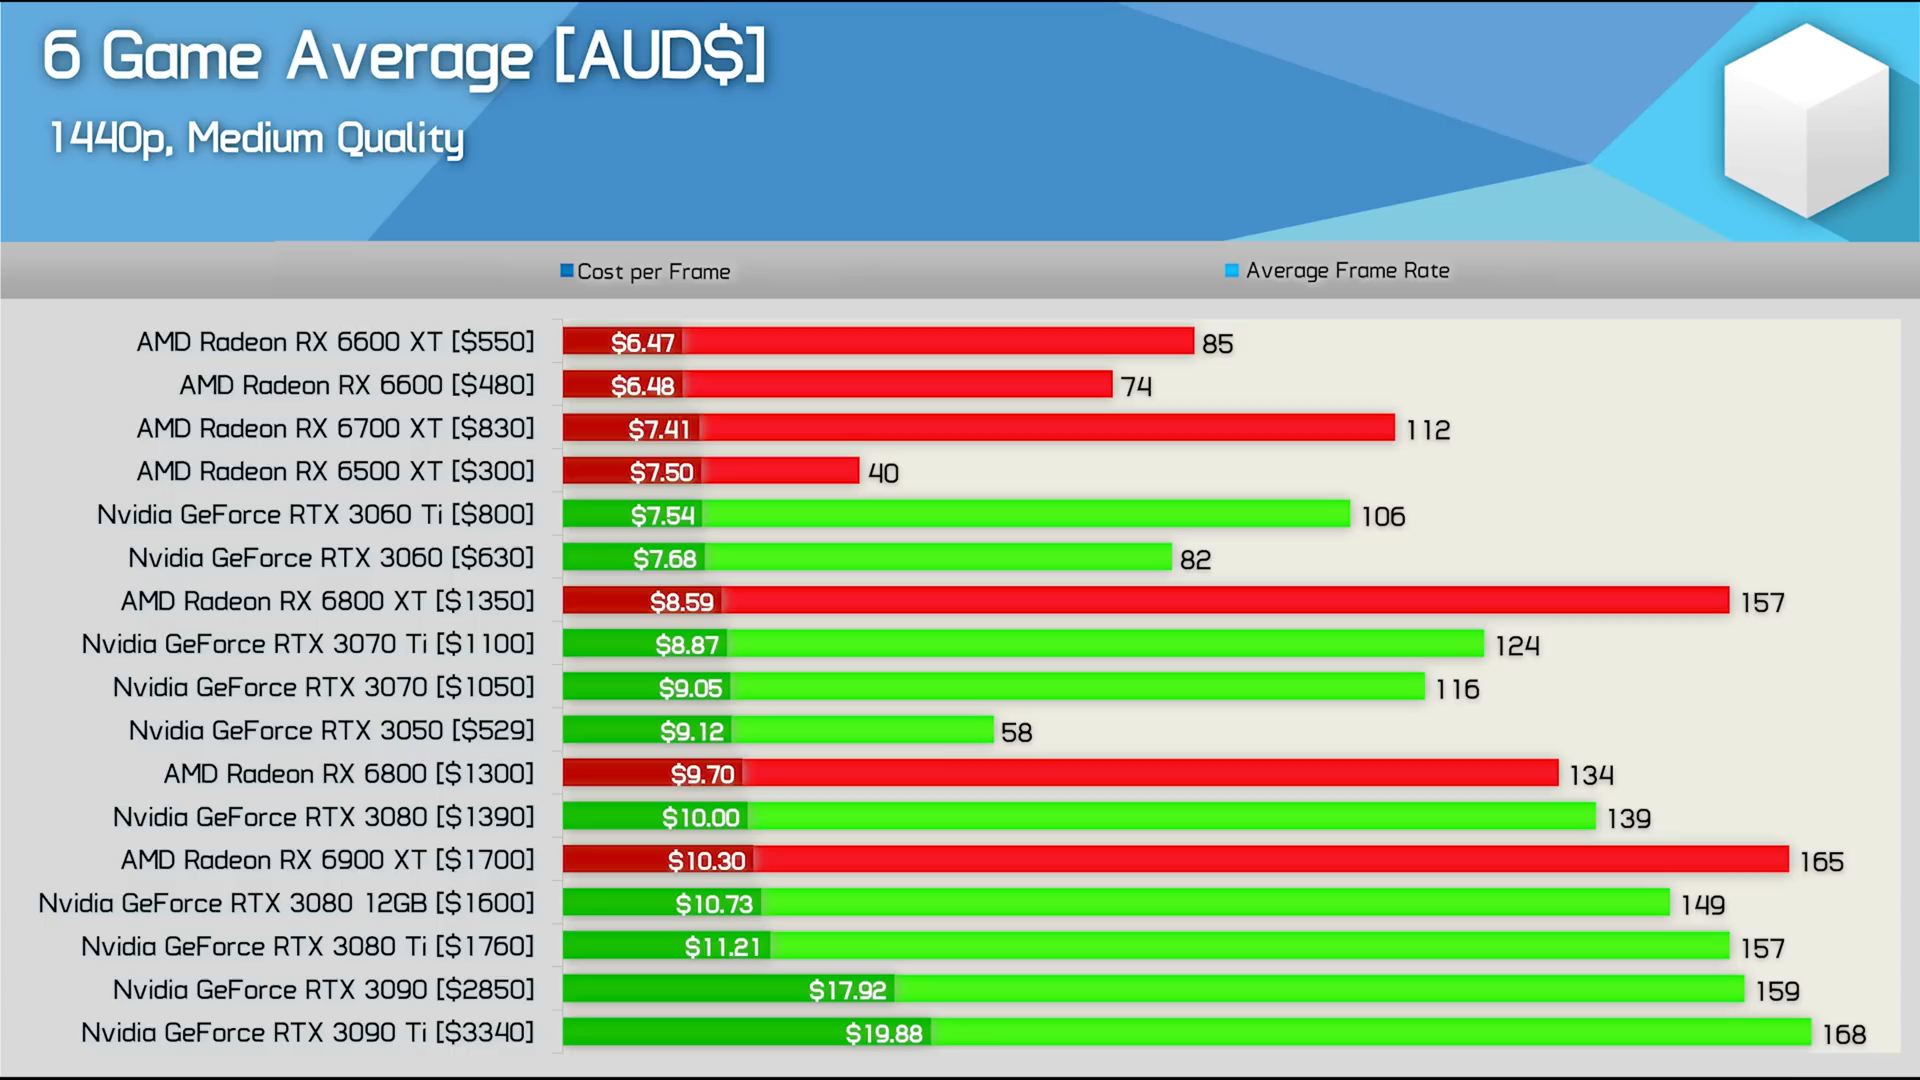 6 Game Average [AUD$]
1440p, Medium Quality
Cost per Frame Average Frame Rate
AMD Radeon RX 6600 XT [$550] $6.47 85
AMD Radeon RX 6600 [$480] $6.48 74
AMD Radeon RX 6700 XT [$830] $7.41 112
AMD Radeon RX 6500 XT [$300] $7.50 40
Nvidia GeForce RTX 3060 Ti [$800] $7.54 106
Nvidia GeForce RTX 3060 [$630] $7.68 82
AMD Radeon RX 6800 XT [$1350] $8.59 157
Nvidia GeForce RTX 3070 Ti [$1100] $8.87 124
Nvidia GeForce RTX 3070 [$1050] $9.05 116
Nvidia GeForce RTX 3050 [$529] $9.12 58
AMD Radeon RX 6800 [$1300] $9.70 134
Nvidia GeForce RTX 3080 [$1390] $10.00 139
AMD Radeon RX 6900 XT [$1700] $10.30 165
Nvidia GeForce RTX 3080 12GB [$1600] $10.73 149
Nvidia GeForce RTX 3080 Ti [$1760] $11.21 157
Nvidia GeForce RTX 3090 [$2850] $17.92 159
Nvidia GeForce RTX 3090 Ti [$3340] $19.88 168